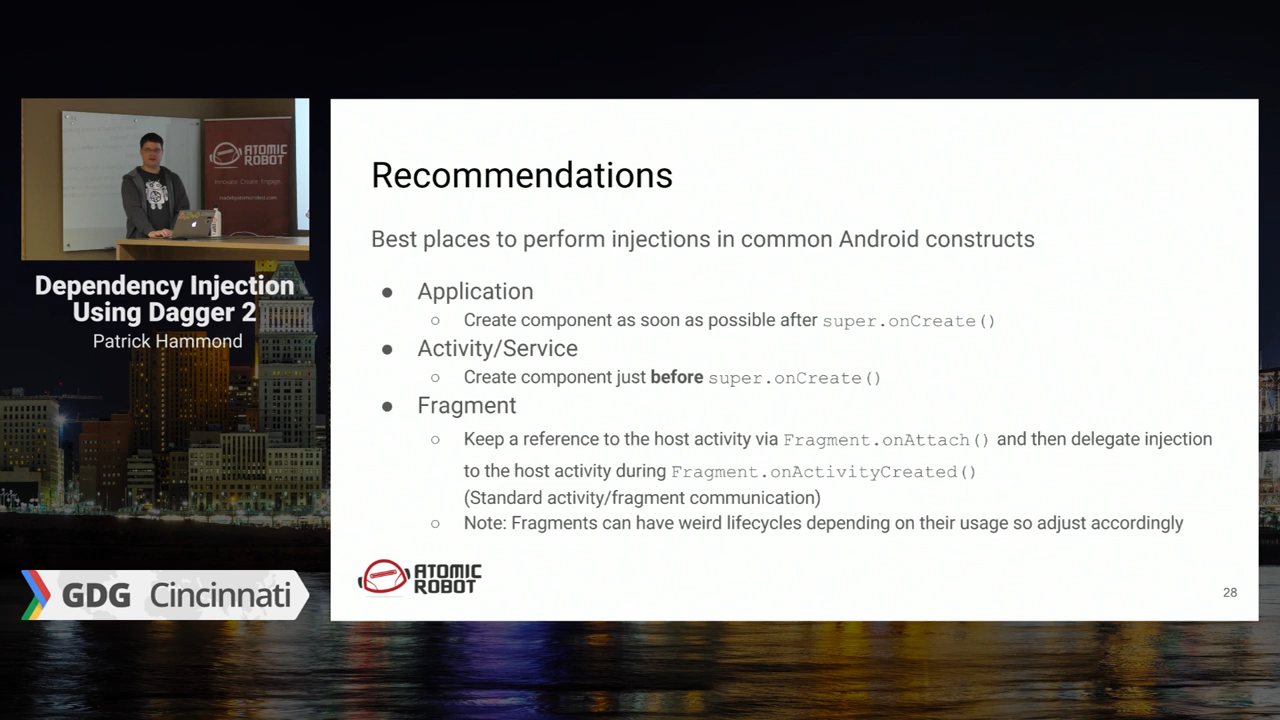 ATOMIC
ROBOT
Innovate. Create. Engage.
Dependency Injection
Using Dagger 2
Patrick Hammond
GDG Cincinnati
Recommendations
Best places to perform injections in common Android constructs
● Application
○ Create component as soon as possible after super.onCreate()
● Activity/Service
○ Create component just before super.onCreate()
● Fragment
○ Keep a reference to the host activity via Fragment.onAttach() and then delegate injection
to the host activity during Fragment.onActivityCreated()
(Standard activity/fragment communication)
○ Note: Fragments can have weird lifecycles depending on their usage so adjust accordingly
ATOMIC
ROBOT
28